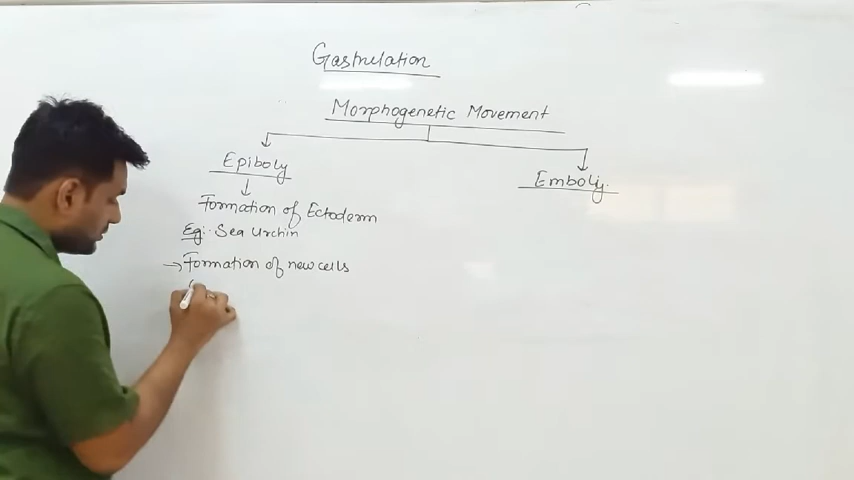 Gastrulation
Morphogenetic Movement
Epiboly
Emboly.
Formation of Ectoderm
Eg:- Sea Urchin
→ Formation of new cells